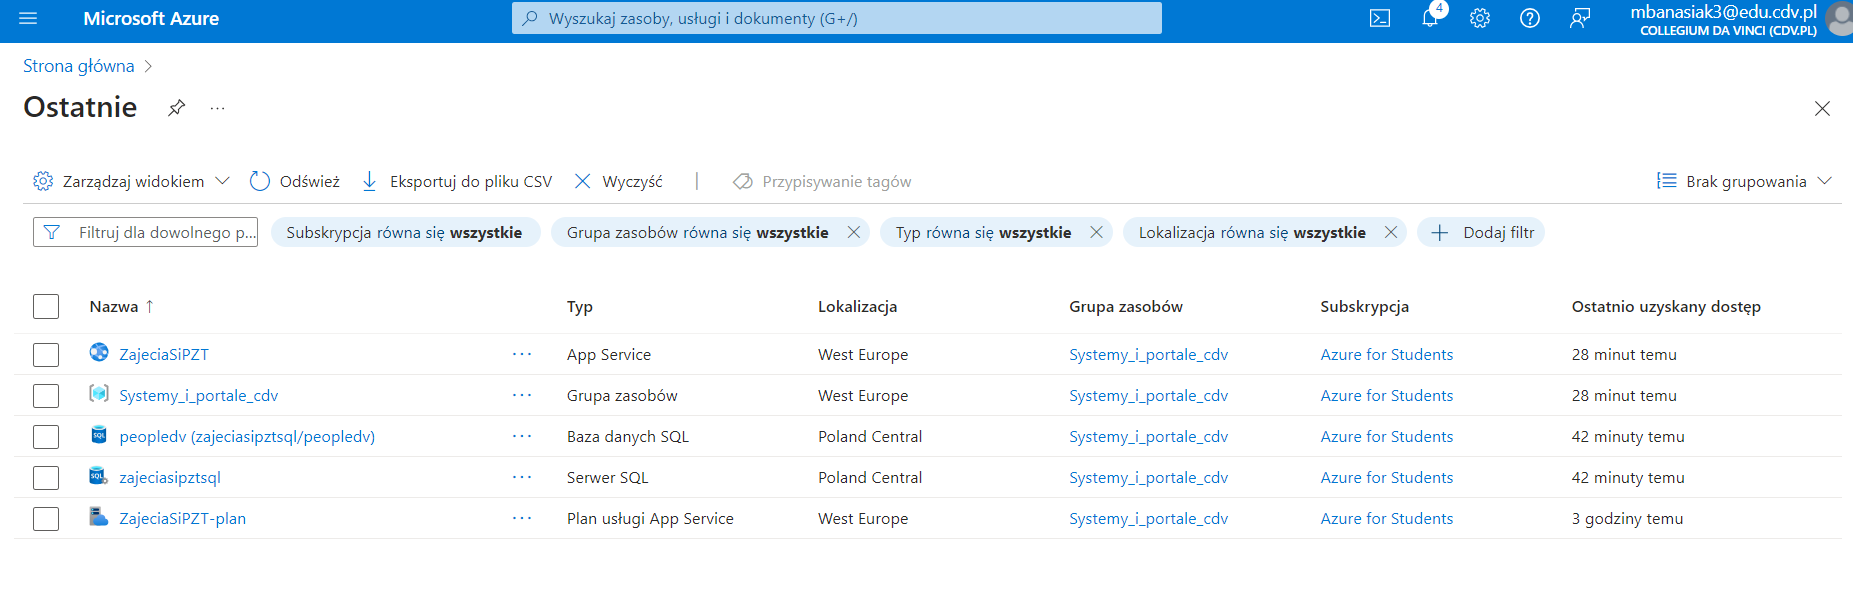 Microsoft Azure
Wyszukaj zasoby, usługi i dokumenty (G+/)
4
mbanasiak3@edu.cdv.pl
COLLEGIUM DA VINCI (CDV.PL)
Strona główna
Ostatnie
Zarządzaj widokiem Odśwież Eksportuj do pliku CSV Wyczyść Przypisywanie tagów Brak grupowania
Filtruj dla dowolnego p... Subskrypcja równa się wszystkie Grupa zasobów równa się wszystkie Typ równa się wszystkie Lokalizacja równa się wszystkie Dodaj filtr
Nazwa ↑ Typ Lokalizacja Grupa zasobów Subskrypcja Ostatnio uzyskany dostęp
ZajeciaSiPZT ... App Service West Europe Systemy_i_portale_cdv Azure for Students 28 minut temu
Systemy_i_portale_cdv ... Grupa zasobów West Europe Systemy_i_portale_cdv Azure for Students 28 minut temu
SQL peopledv (zajeciasipztsql/peopledv) ... Baza danych SQL Poland Central Systemy_i_portale_cdv Azure for Students 42 minuty temu
SQL zajeciasipztsql ... Serwer SQL Poland Central Systemy_i_portale_cdv Azure for Students 42 minuty temu
ZajeciaSiPZT-plan ... Plan usługi App Service West Europe Systemy_i_portale_cdv Azure for Students 3 godziny temu